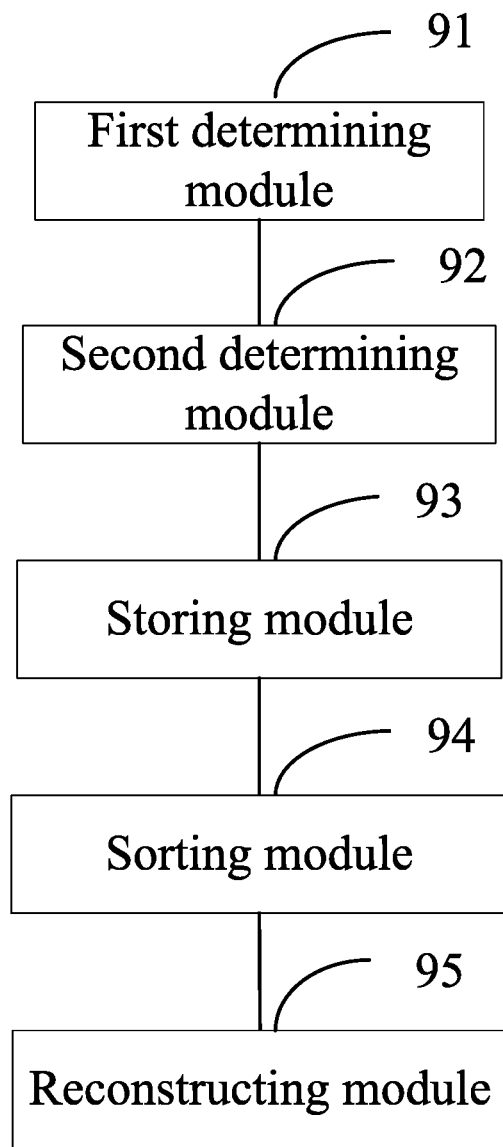 91
First determining
module
92
Second determining
module
93
Storing module
94
Sorting module
95
Reconstructing module